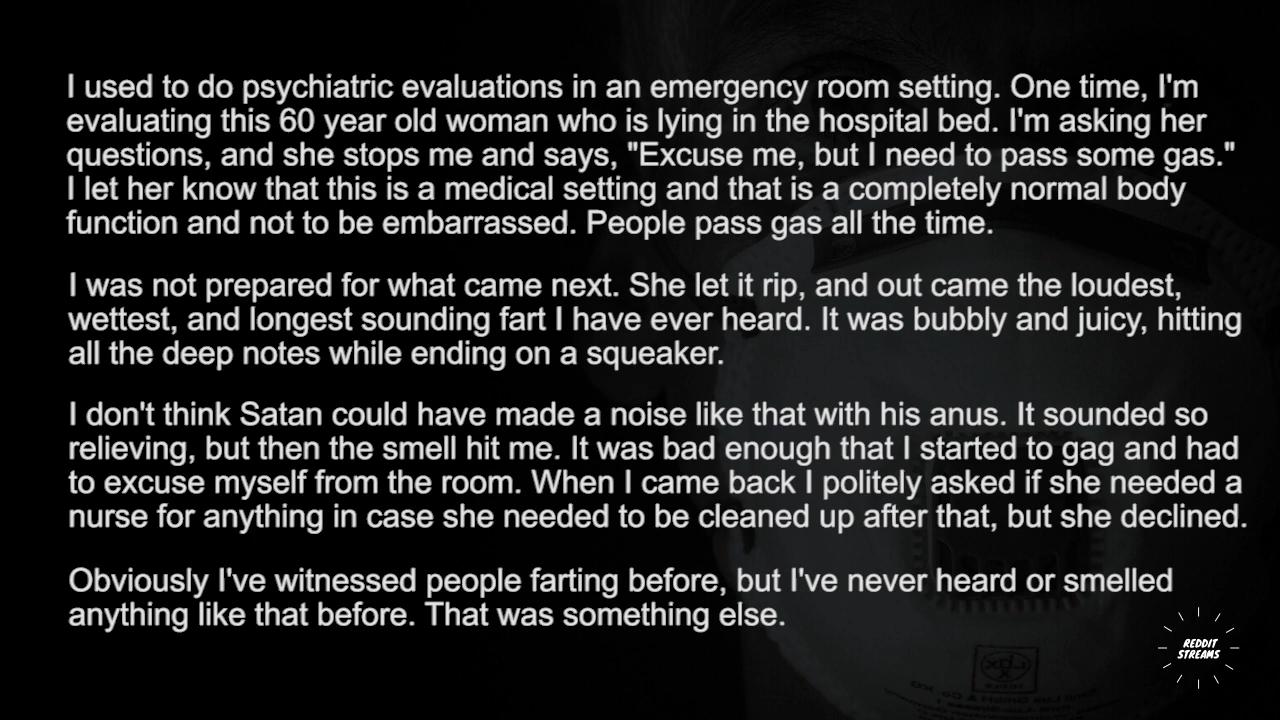 I used to do psychiatric evaluations in an emergency room setting. One time, I'm
evaluating this 60 year old woman who is lying in the hospital bed. I'm asking her
questions, and she stops me and says, "Excuse me, but I need to pass some gas."
I let her know that this is a medical setting and that is a completely normal body
function and not to be embarrassed. People pass gas all the time.
I was not prepared for what came next. She let it rip, and out came the loudest,
wettest, and longest sounding fart I have ever heard. It was bubbly and juicy, hitting
all the deep notes while ending on a squeaker.
I don't think Satan could have made a noise like that with his anus. It sounded so
relieving, but then the smell hit me. It was bad enough that I started to gag and had
to excuse myself from the room. When I came back I politely asked if she needed a
nurse for anything in case she needed to be cleaned up after that, but she declined.
Obviously I've witnessed people farting before, but I've never heard or smelled
anything like that before. That was something else.
REDDIT
STREAMS